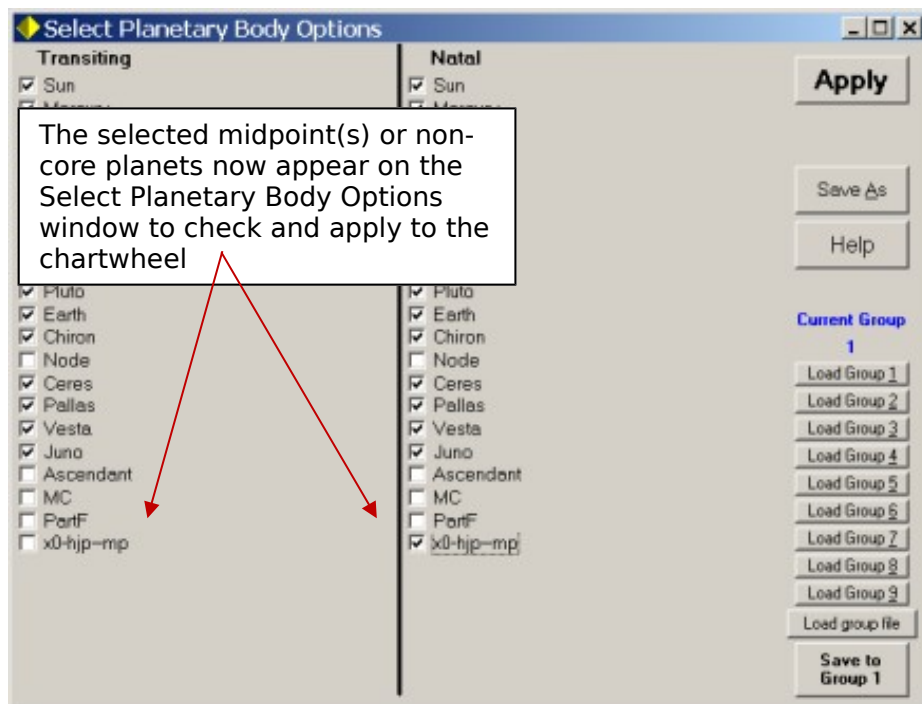 Select Planetary Body Options
Transiting
Sun
The selected midpoint(s) or non-
core planets now appear on the
Select Planetary Body Options
window to check and apply to the
chartwheel
Pluto
Earth
Chiron
Node
Ceres
Pallas
Vesta
Juno
Ascendant
MC
PartF
x0-hjp-mp
Natal
Sun
Pluto
Earth
Chiron
Node
Ceres
Pallas
Vesta
Juno
Ascendant
MC
PartF
x0-hjp-mp
Apply
Save As
Help
Current Group
1
Load Group 1
Load Group 2
Load Group 3
Load Group 4
Load Group 5
Load Group 6
Load Group 7
Load Group 8
Load Group 9
Load group file
Save to
Group 1